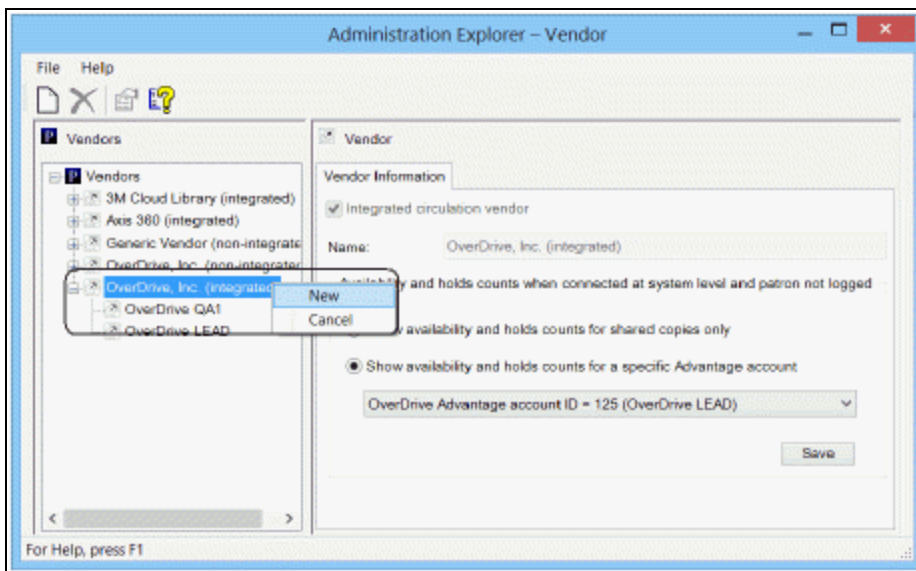 Administration Explorer – Vendor
File Help
Vendors
Vendors
3M Cloud Library (integrated)
Axis 360 (integrated)
Generic Vendor (non-integrate
OverDrive, Inc. (non-integrater
OverDrive, Inc. (integrated
OverDrive QA1
OverDrive LEAD
New
Cancel
Vendor
Vendor Information
Integrated circulation vendor
Name: OverDrive, Inc. (integrated)
and holds counts when connected at system level and patron not logged
availability and holds counts for shared copies only
Show availability and holds counts for a specific Advantage account
OverDrive Advantage account ID = 125 (OverDrive LEAD)
Save
For Help, press F1